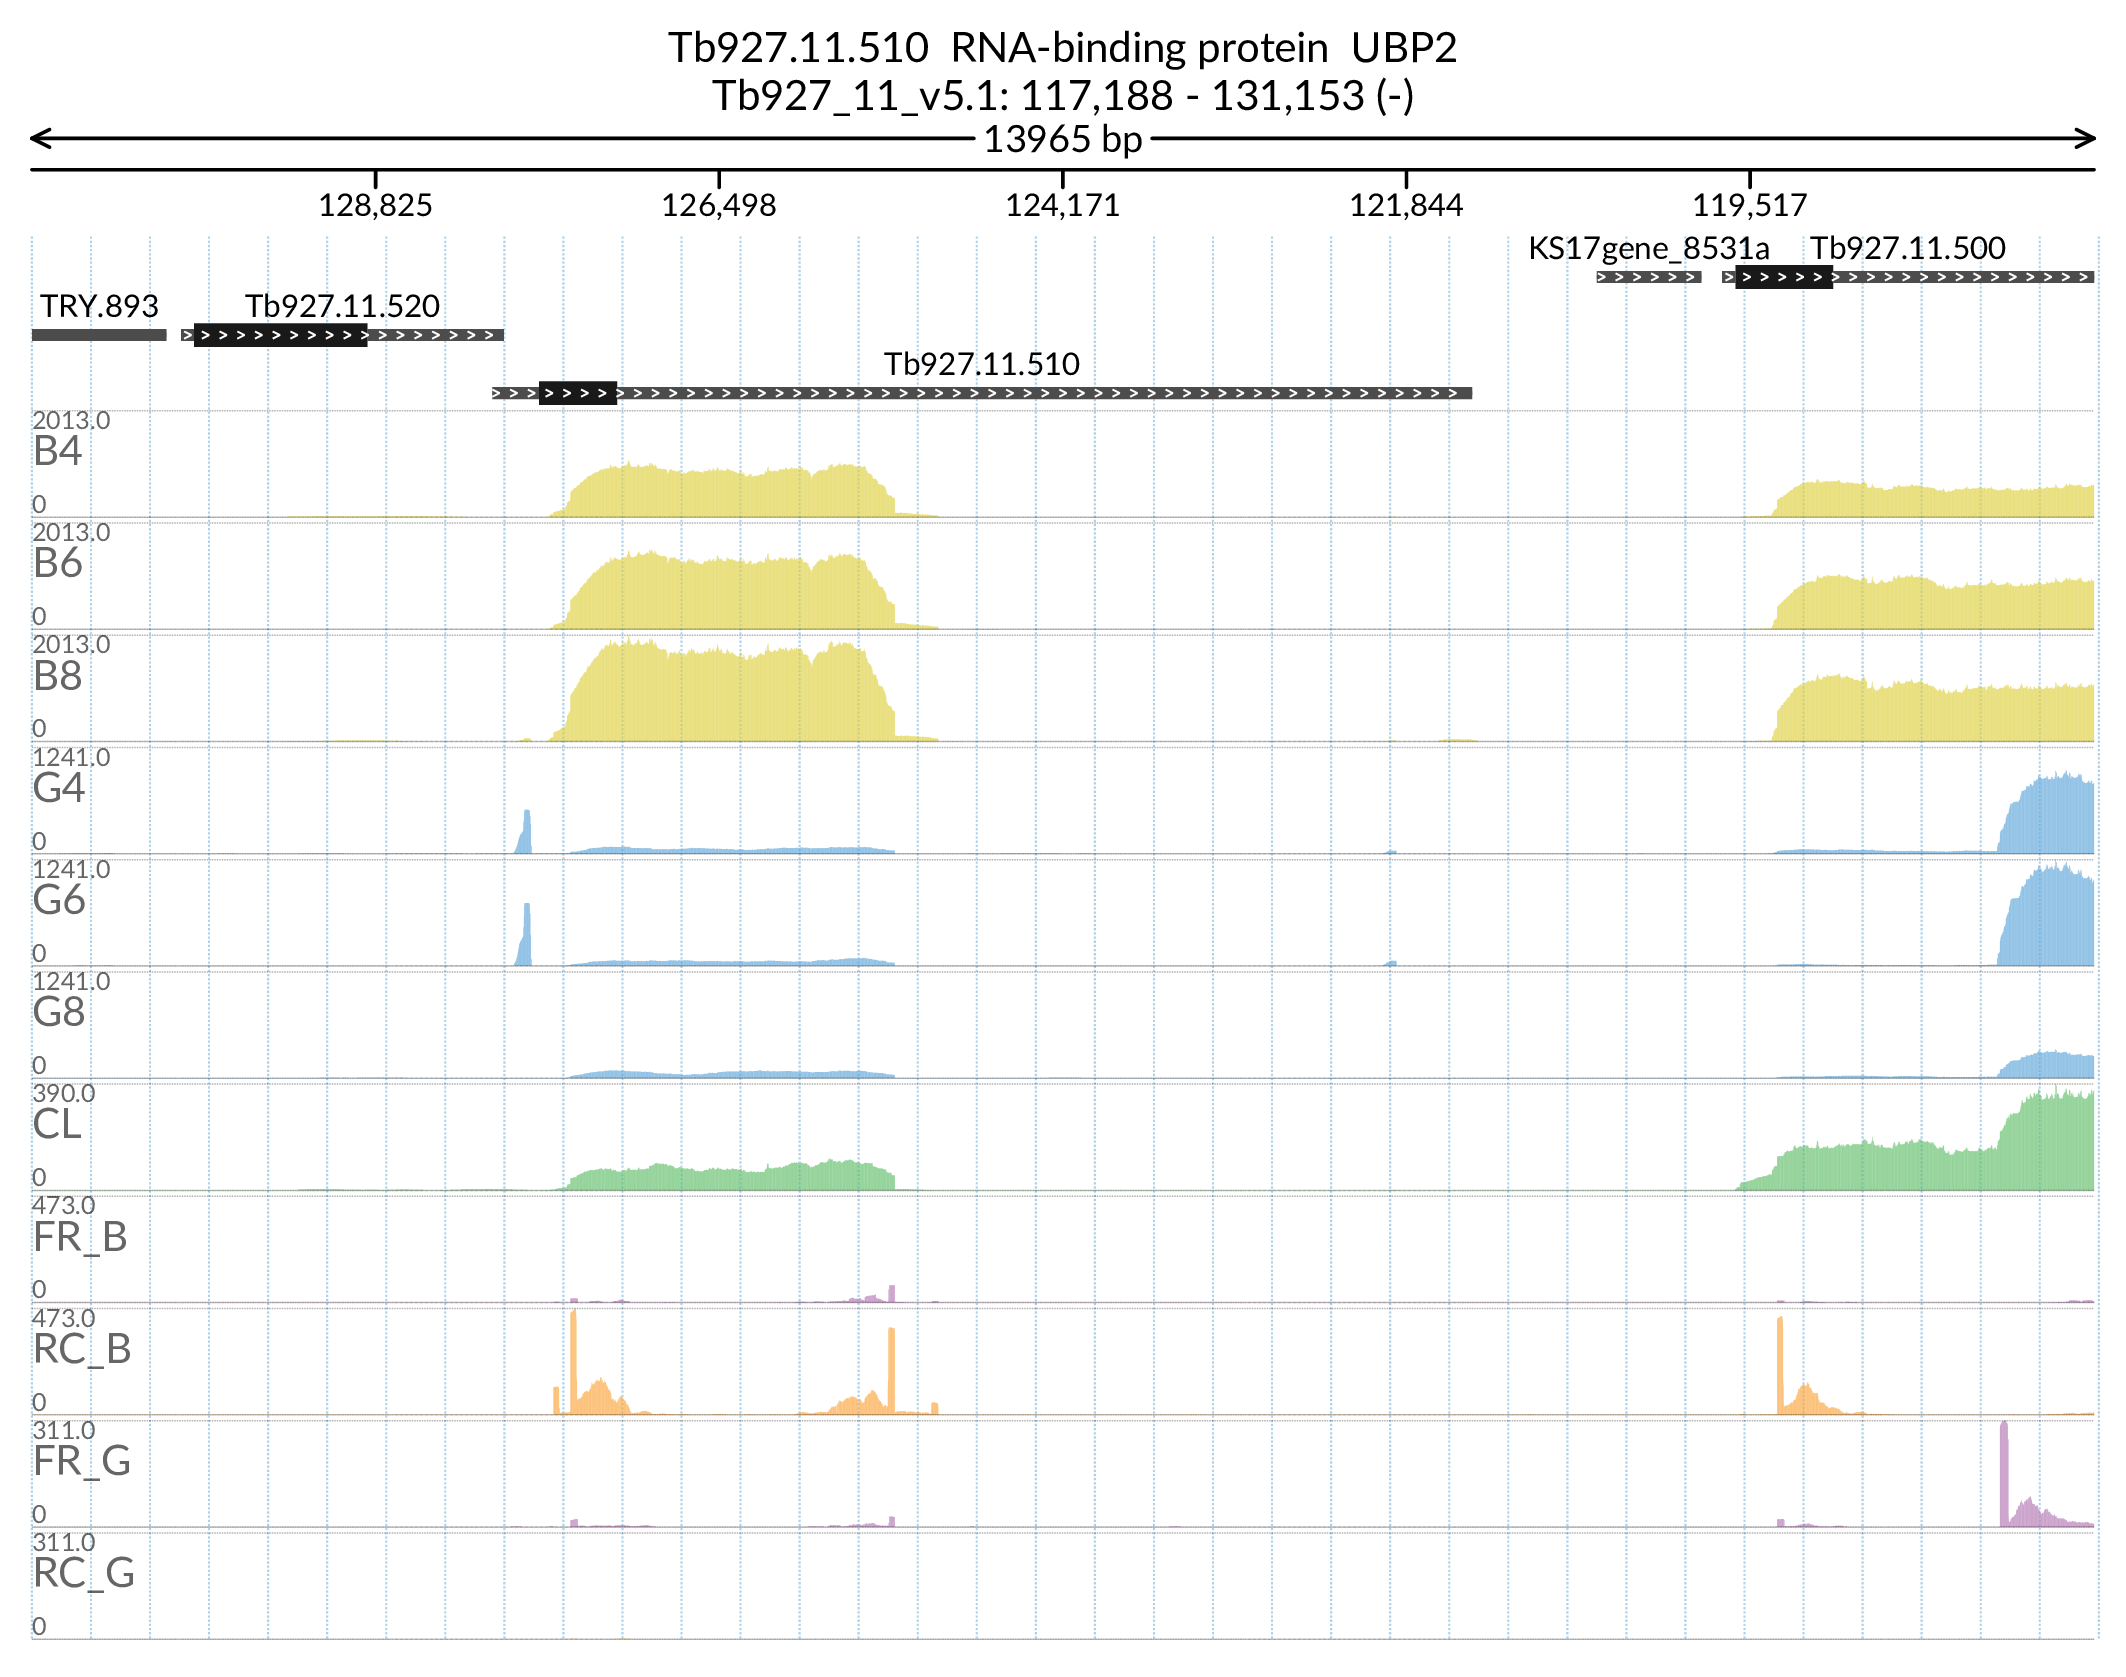 Tb927.11.510 RNA-binding protein UBP2
Tb927_11_v5.1: 117,188 - 131,153 (-)
13965 bp
128,825 126,498 124,171 121,844 119,517
KS17gene_8531a Tb927.11.500
TRY.893 Tb927.11.520
Tb927.11.510
2013.0
B4
0
2013.0
B6
0
2013.0
B8
0
1241.0
G4
0
1241.0
G6
0
1241.0
G8
0
390.0
CL
0
473.0
FR_B
0
473.0
RC_B
0
311.0
FR_G
0
311.0
RC_G
0